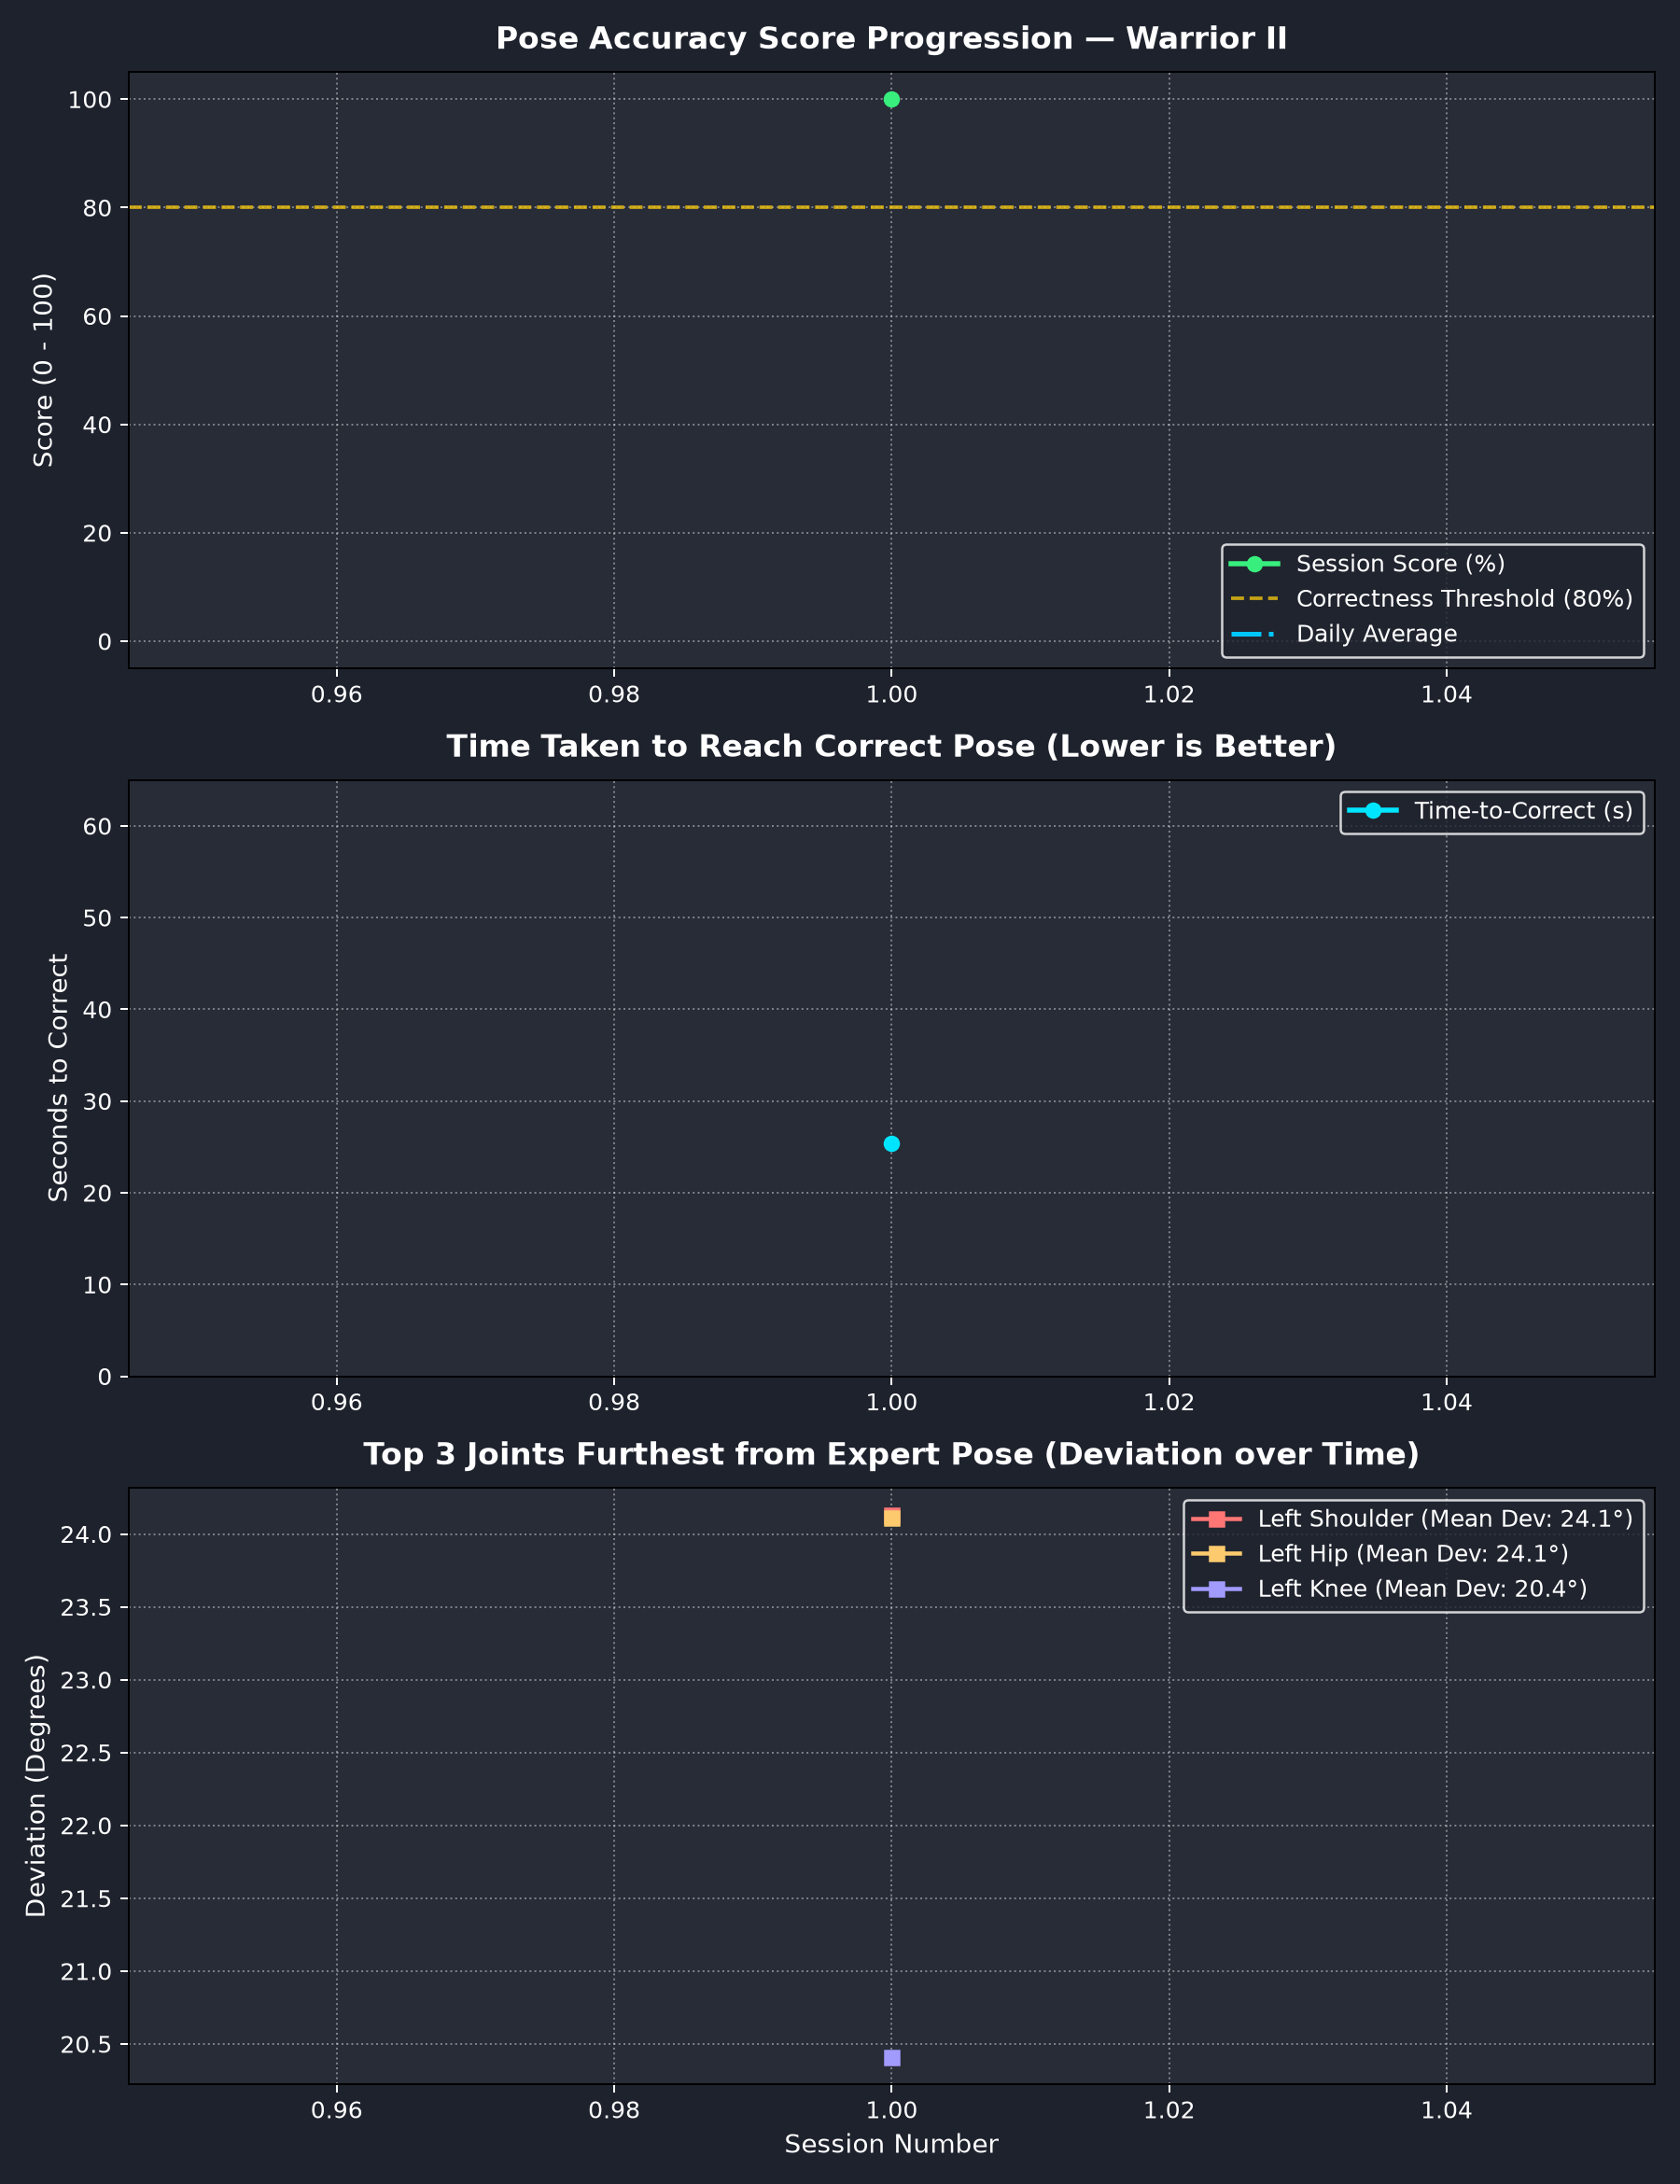 Pose Accuracy Score Progression — Warrior II
Score (0 - 100)
100
80
60
40
20
0
Session Score (%)
Correctness Threshold (80%)
Daily Average
0.96 0.98 1.00 1.02 1.04
Time Taken to Reach Correct Pose (Lower is Better)
Seconds to Correct
60
50
40
30
20
10
0
Time-to-Correct (s)
0.96 0.98 1.00 1.02 1.04
Top 3 Joints Furthest from Expert Pose (Deviation over Time)
Deviation (Degrees)
24.0
23.5
23.0
22.5
22.0
21.5
21.0
20.5
Left Shoulder (Mean Dev: 24.1°)
Left Hip (Mean Dev: 24.1°)
Left Knee (Mean Dev: 20.4°)
0.96 0.98 1.00 1.02 1.04
Session Number